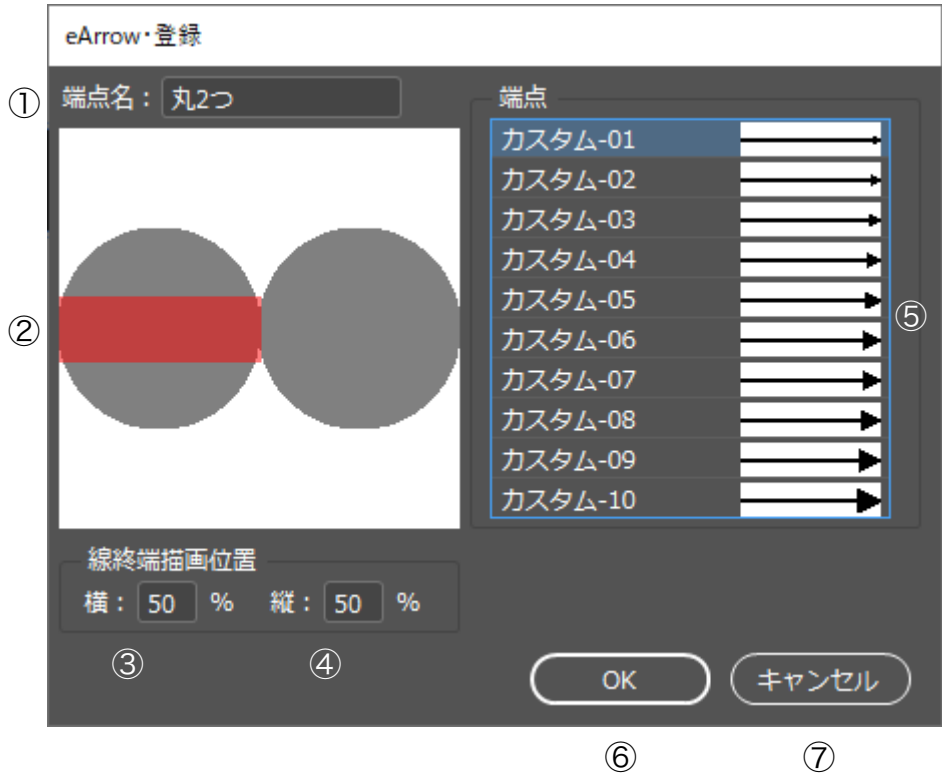 eArrow・登録
① 端点名： 丸2つ
端点
カスタム-01
カスタム-02
カスタム-03
カスタム-04
カスタム-05
カスタム-06
カスタム-07
カスタム-08
カスタム-09
カスタム-10
②
⑤
線終端描画位置
横： 50 % 縦： 50 %
③ ④
OK キャンセル
⑥ ⑦